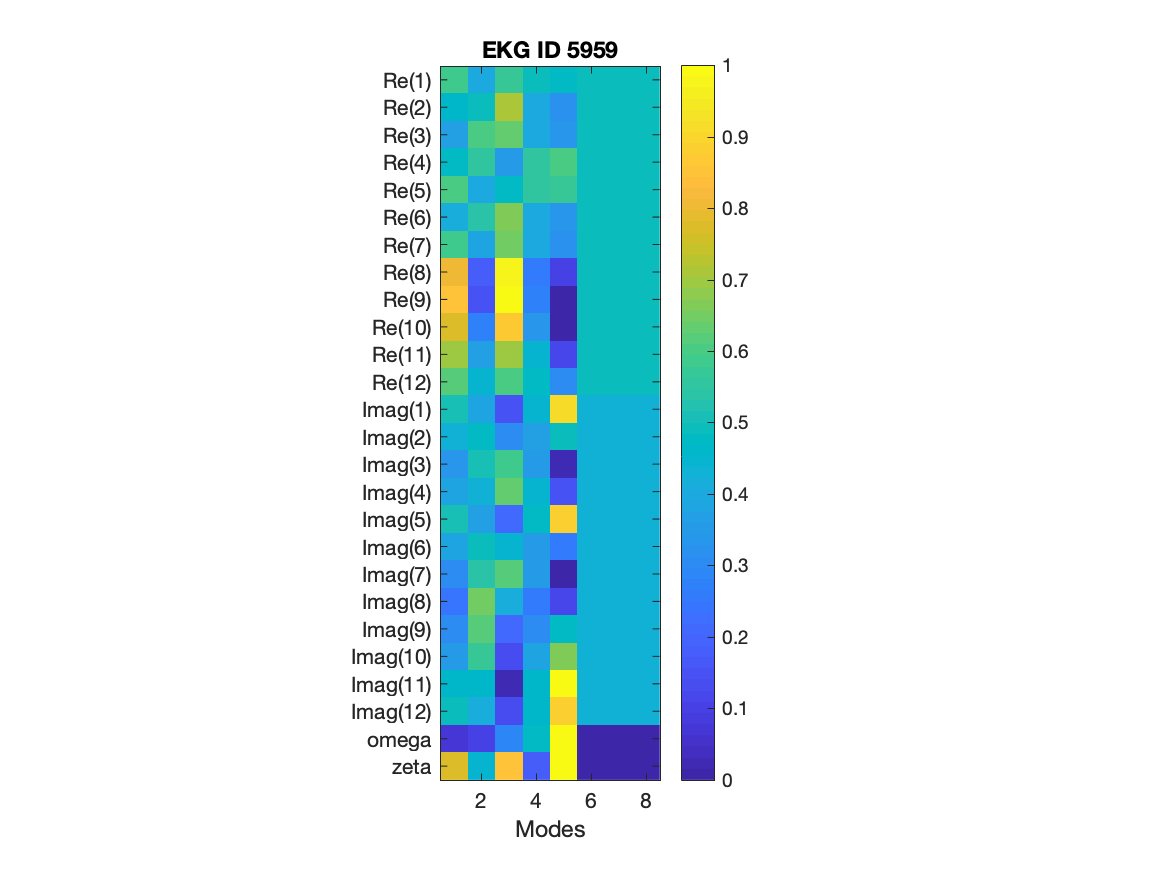 EKG ID 5959
Re(1)
Re(2)
Re(3)
Re(4)
Re(5)
Re(6)
Re(7)
Re(8)
Re(9)
Re(10)
Re(11)
Re(12)
Imag(1)
Imag(2)
Imag(3)
Imag(4)
Imag(5)
Imag(6)
Imag(7)
Imag(8)
Imag(9)
Imag(10)
Imag(11)
Imag(12)
omega
zeta
2 4 6 8
Modes
1
0.9
0.8
0.7
0.6
0.5
0.4
0.3
0.2
0.1
0